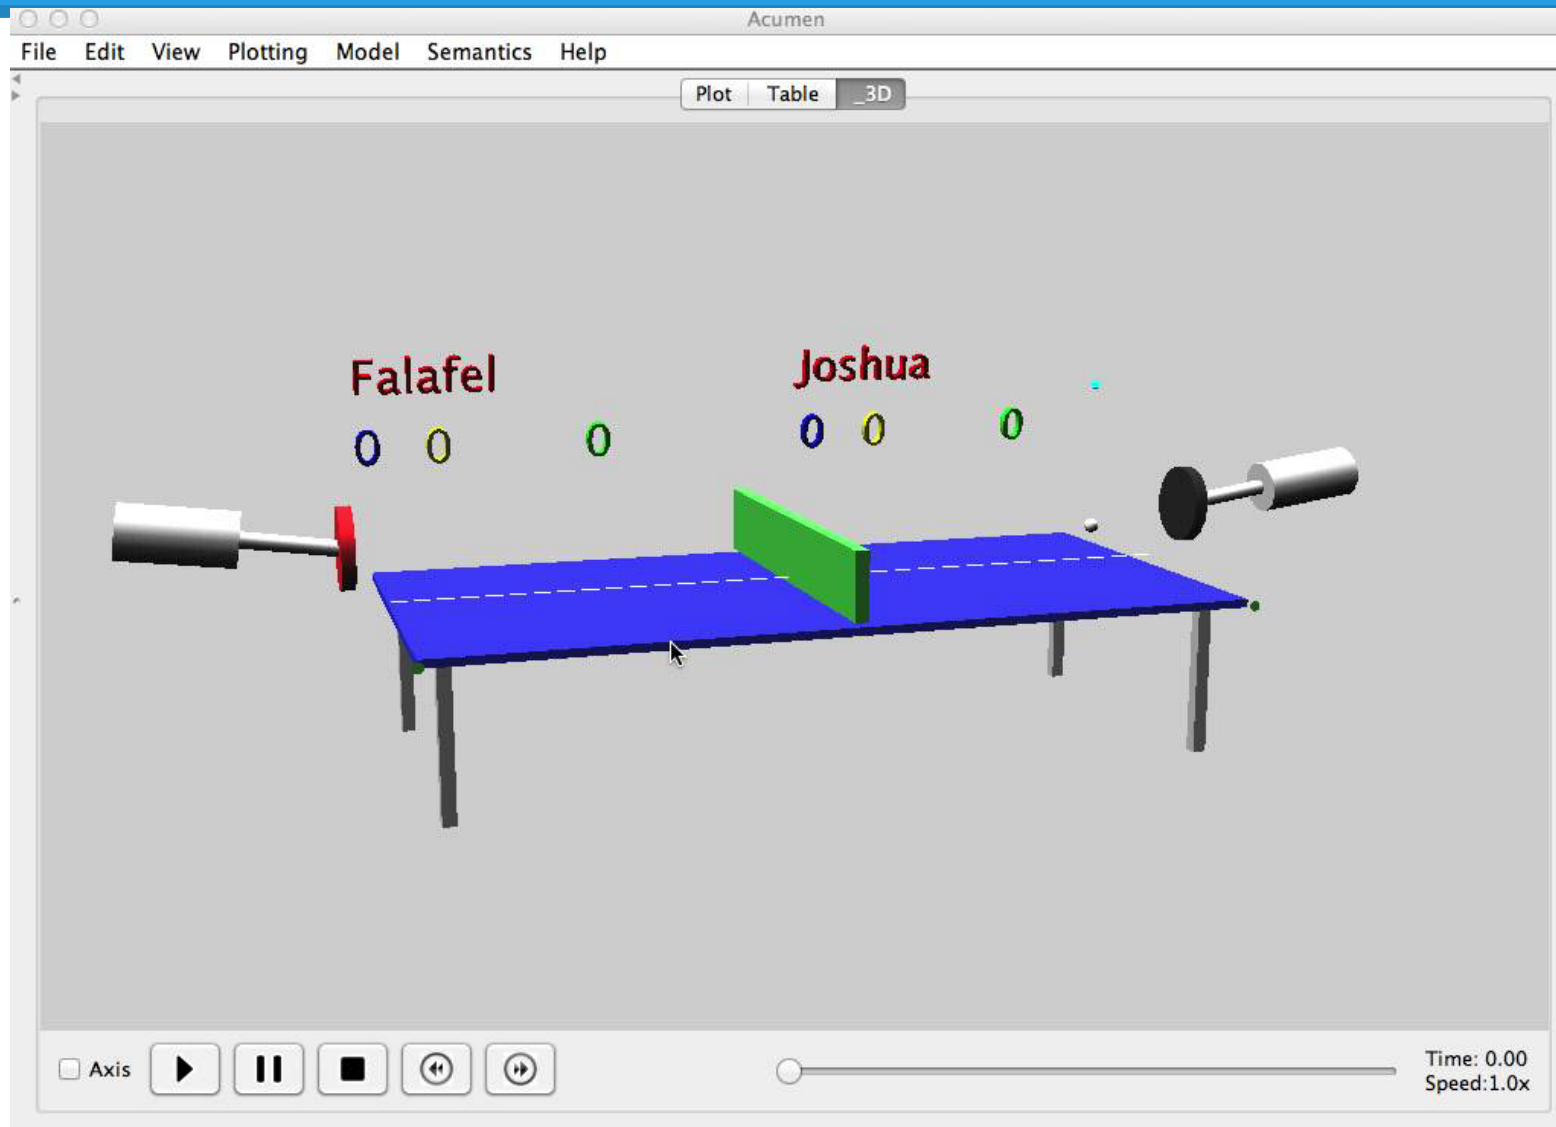 Acumen
File Edit View Plotting Model Semantics Help
Plot Table _3D
Falafel Joshua
0 0 0 0 0 0
Axis
Time: 0.00
Speed:1.0x